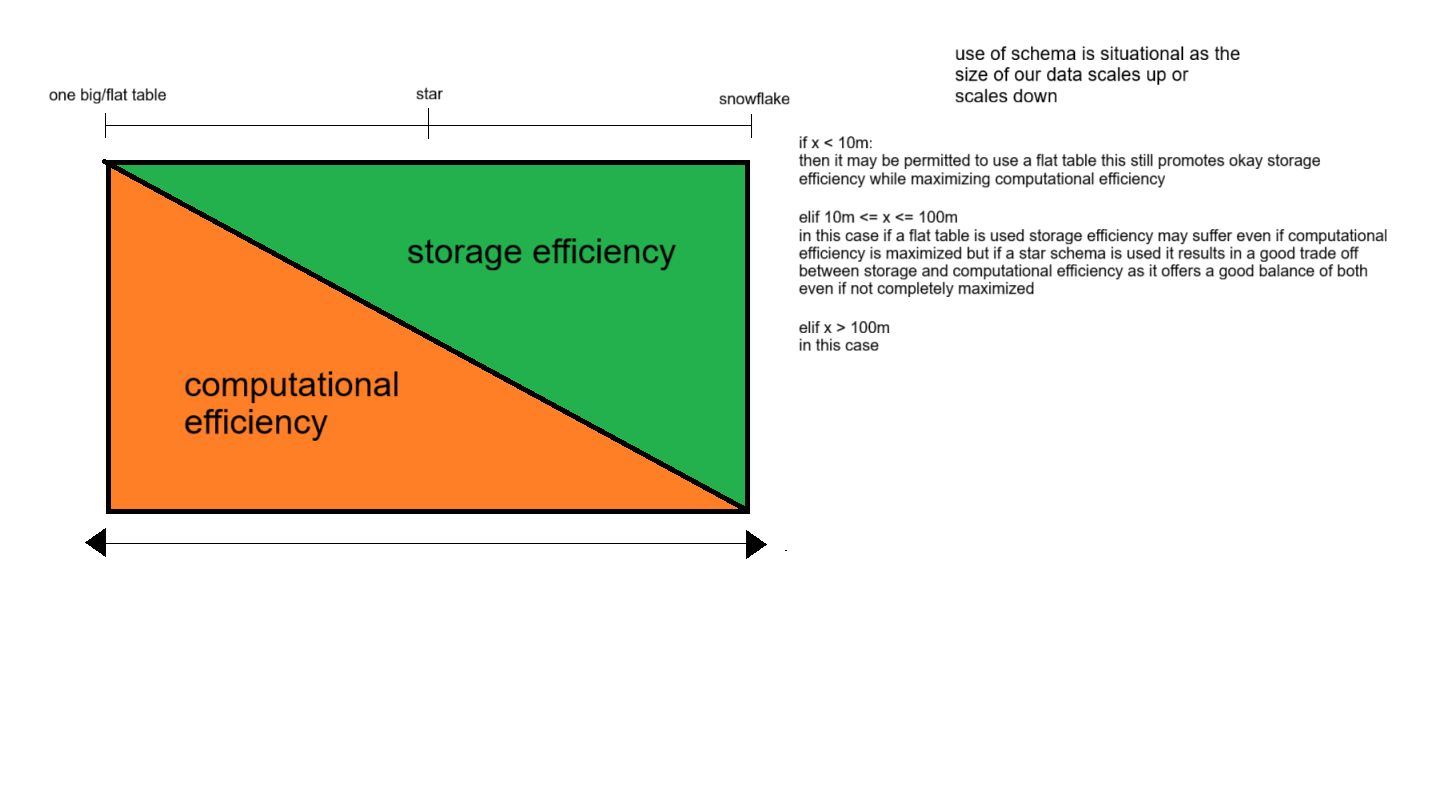 use of schema is situational as the
size of our data scales up or
scales down
one big/flat table
star
snowflake
if x < 10m:
then it may be permitted to use a flat table this still promotes okay storage
efficiency while maximizing computational efficiency
elif 10m <= x <= 100m
in this case if a flat table is used storage efficiency may suffer even if computational
efficiency is maximized but if a star schema is used it results in a good trade off
between storage and computational efficiency as it offers a good balance of both
even if not completely maximized
elif x > 100m
in this case
storage efficiency
computational
efficiency